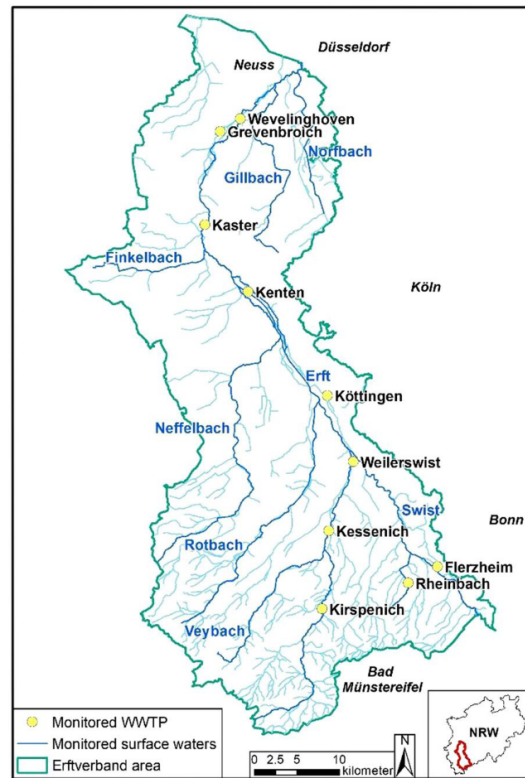 Düsseldorf
Neuss
Wevelinghoven
Grevenbroich
Norfbach
Gillbach
Kaster
Finkelbach
Köln
Kenten
Erft
Köttingen
Neffelbach
Weilerswist
Swist
Bonn
Kessenich
Rotbach
Flerzheim
Rheinbach
Kirspenich
Veybach
Bad
Münstereifel
Monitored WWTP
Monitored surface waters
Erftverband area
0 2.5 5 10
kilometer
N
NRW